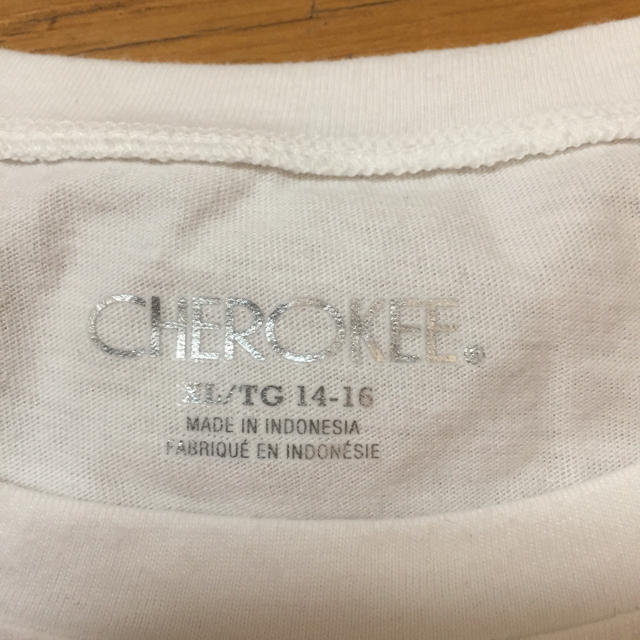 CHEROKEE®
XL/TG 14-16
MADE IN INDONESIA
FABRIQUÉ EN INDONÉSIE